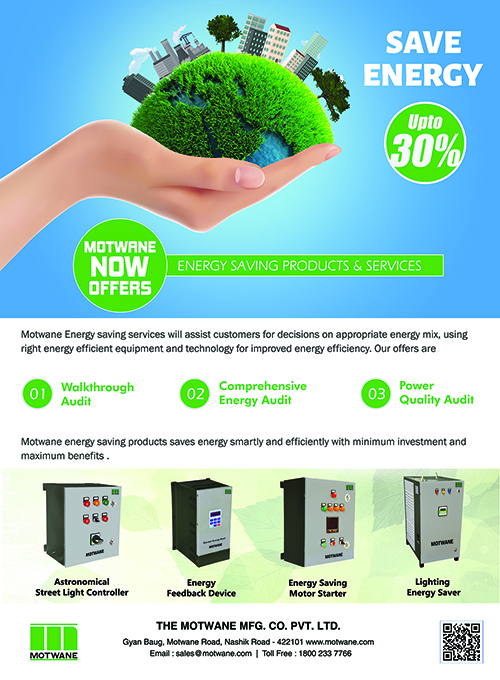 SAVE
ENERGY
Upto
30%
MOTWANE
NOW
OFFERS
ENERGY SAVING PRODUCTS & SERVICES
Motwane Energy saving services will assist customers for decisions on appropriate energy mix, using
right energy efficient equipment and technology for improved energy efficiency. Our offers are
01 Walkthrough
Audit
02 Comprehensive
Energy Audit
03 Power
Quality Audit
Motwane energy saving products saves energy smartly and efficiently with minimum investment and
maximum benefits .
MOTWANE
MOTWANE
MOTWANE
MOTWANE
Astronomical
Street Light Controller
Energy
Feedback Device
Energy Saving
Motor Starter
Lighting
Energy Saver
MOTWANE
THE MOTWANE MFG. CO. PVT. LTD.
Gyan Baug, Motwane Road, Nashik Road - 422101 www.motwane.com
Email : sales@motwane.com | Toll Free : 1800 233 7766